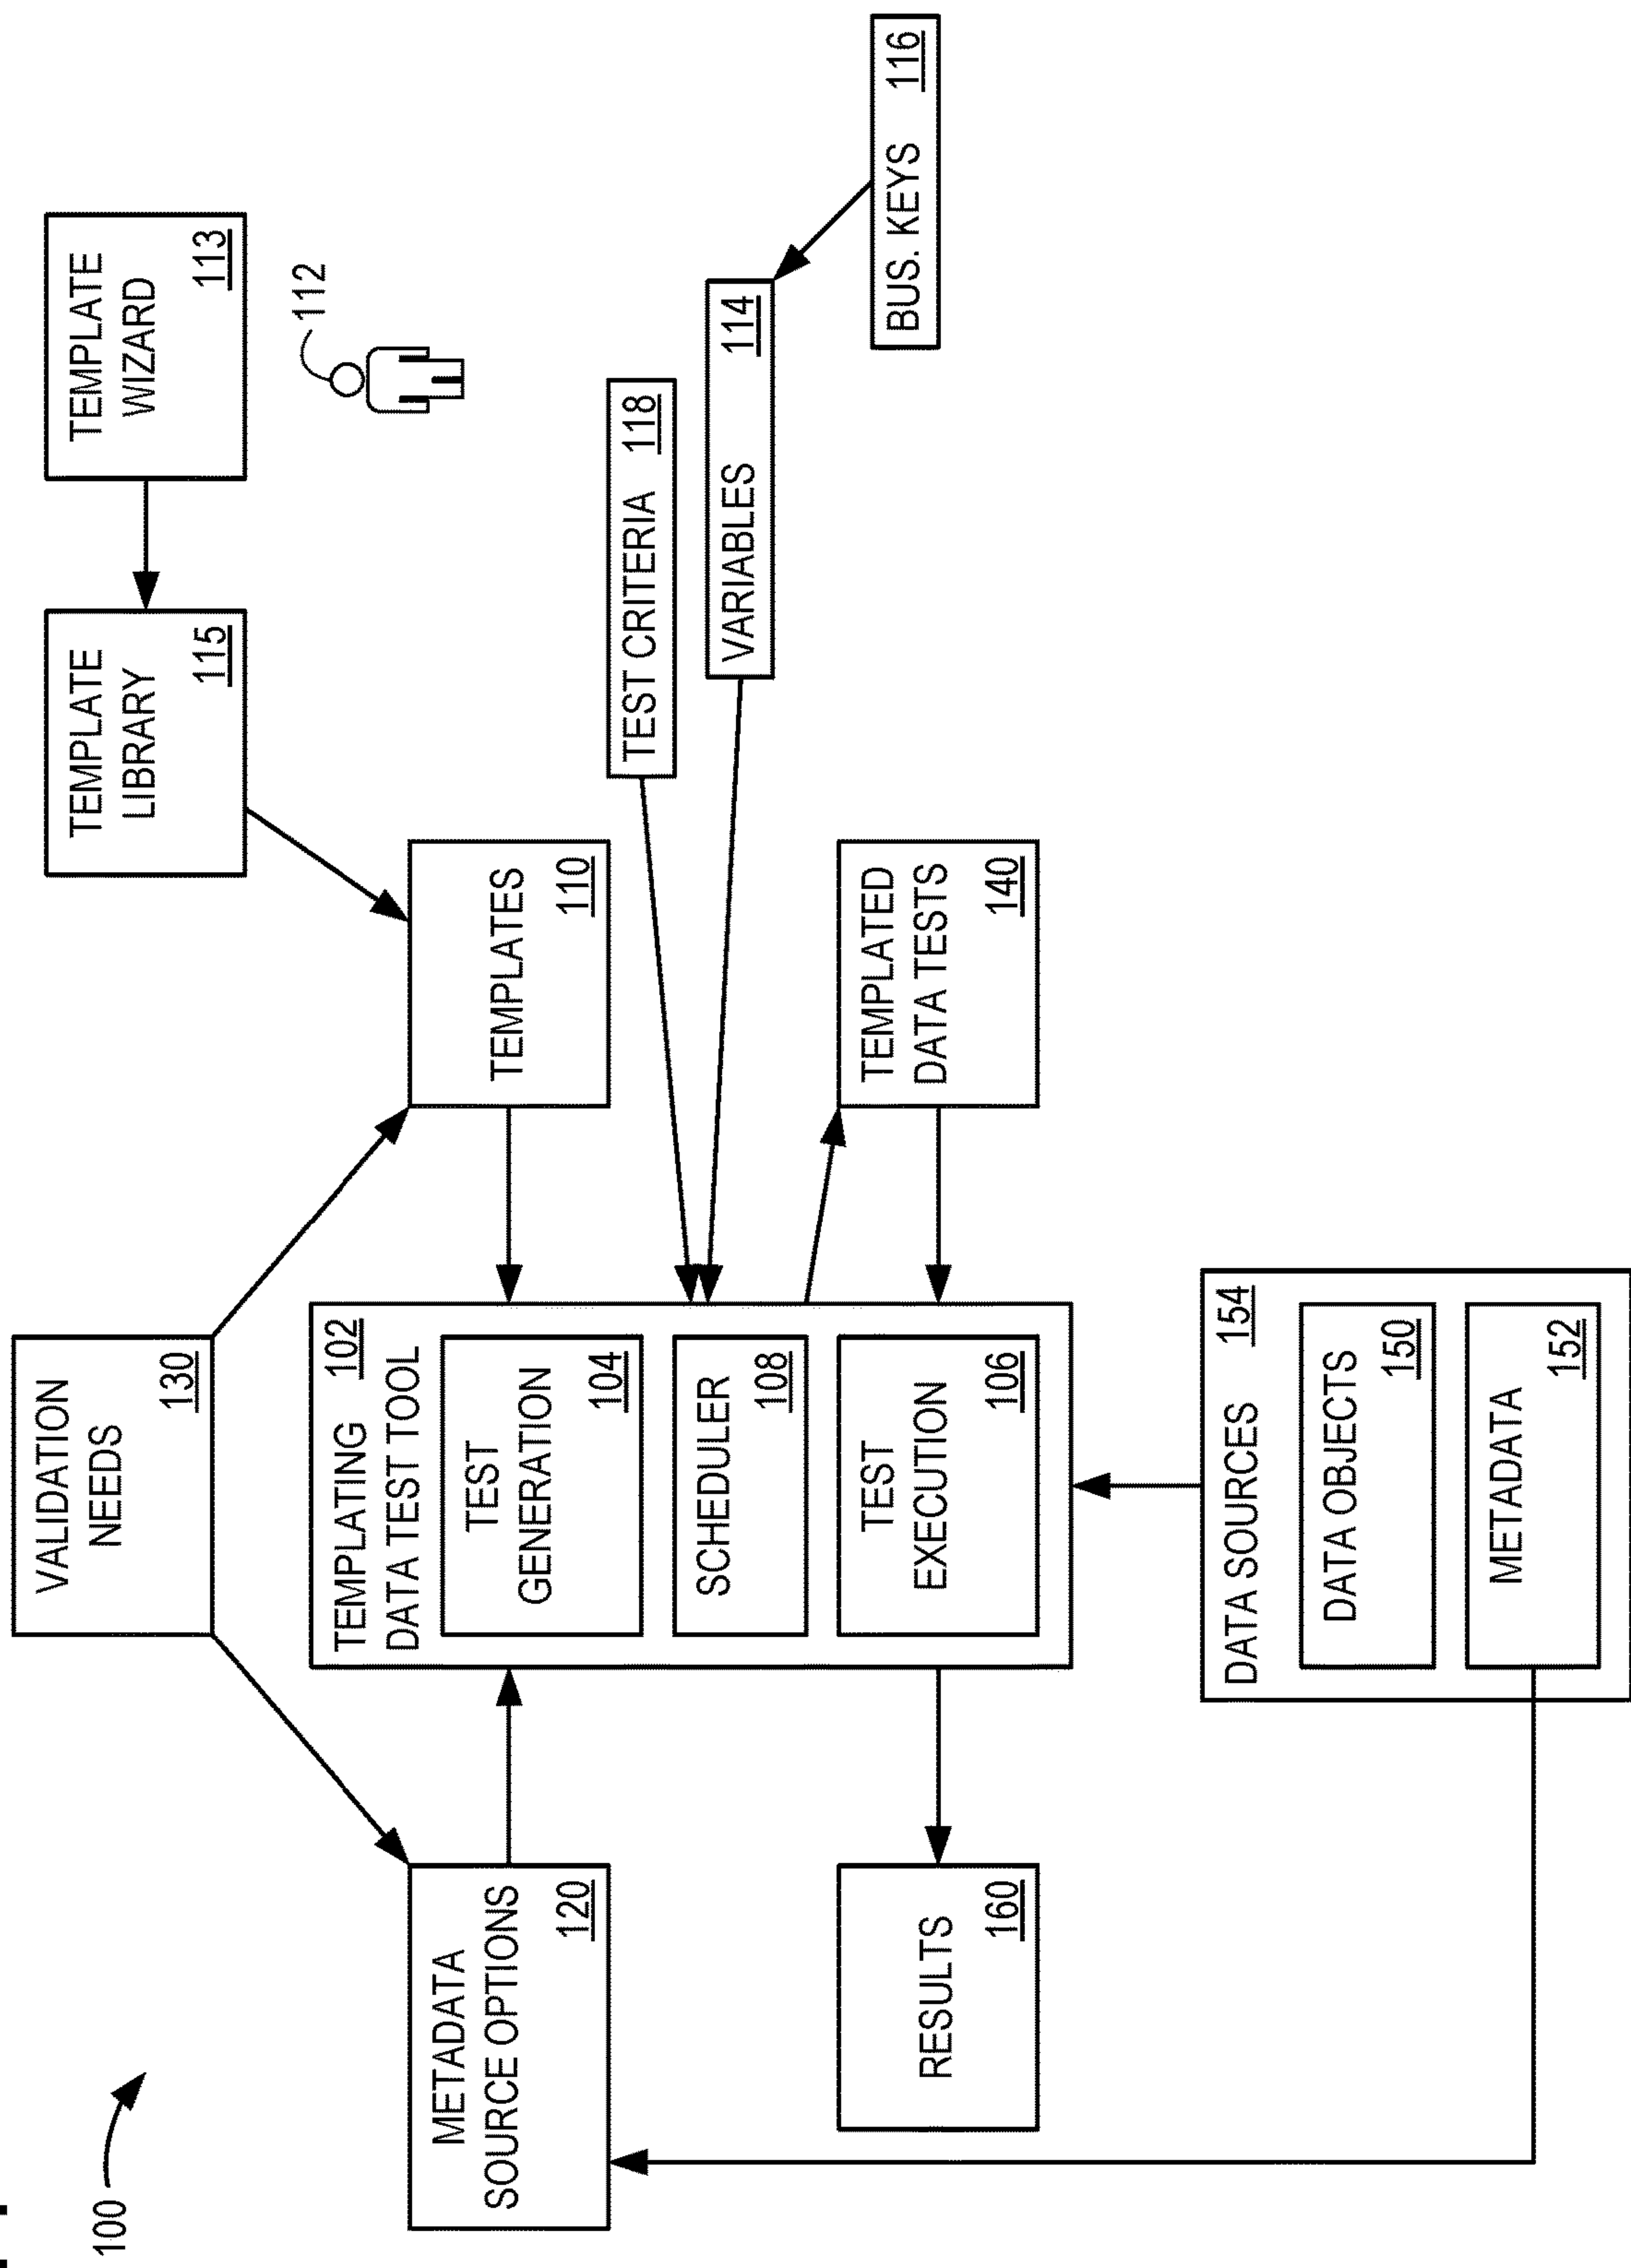 100
VALIDATION
NEEDS
130
TEMPLATE
LIBRARY
115
TEMPLATE
WIZARD
113
112
METADATA
SOURCE OPTIONS
120
TEMPLATING
DATA TEST TOOL
102
TEST
GENERATION
104
SCHEDULER
108
TEST
EXECUTION
106
TEMPLATES
110
TEST CRITERIA 118
VARIABLES 114
BUS. KEYS 116
RESULTS
160
TEMPLATED
DATA TESTS
140
DATA SOURCES 154
DATA OBJECTS
150
METADATA
152